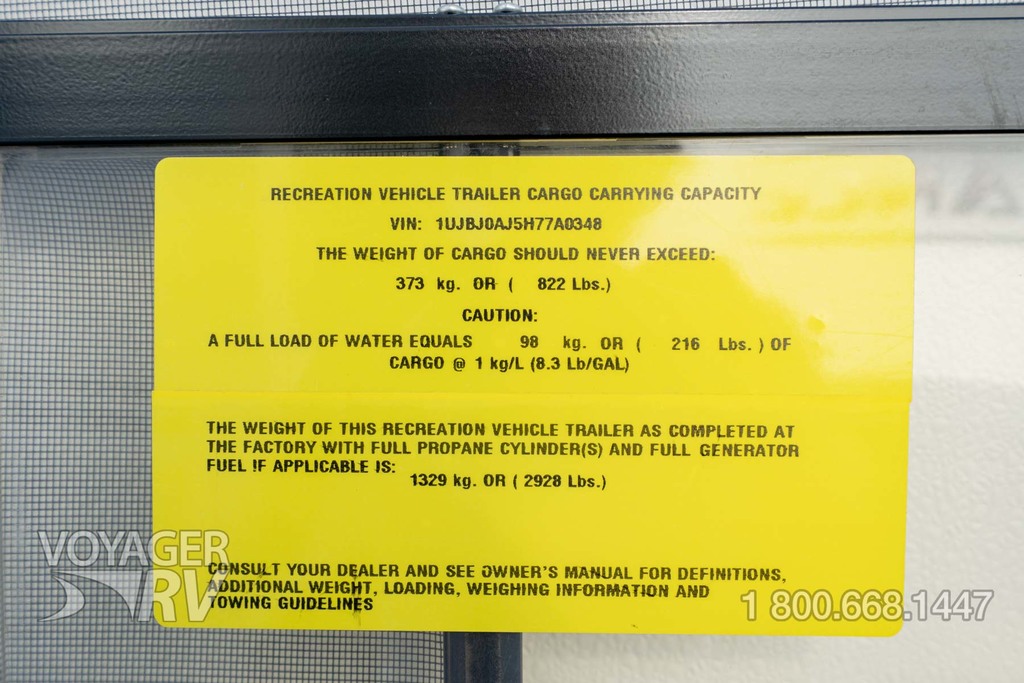 RECREATION VEHICLE TRAILER CARGO CARRYING CAPACITY
VIN: 1UJBJ0AJ5H77A0348
THE WEIGHT OF CARGO SHOULD NEVER EXCEED:
373 kg. OR ( 822 Lbs.)
CAUTION:
A FULL LOAD OF WATER EQUALS 98 kg. OR ( 216 Lbs. ) OF
CARGO @ 1 kg/L (8.3 Lb/GAL)
THE WEIGHT OF THIS RECREATION VEHICLE TRAILER AS COMPLETED AT
THE FACTORY WITH FULL PROPANE CYLINDER(S) AND FULL GENERATOR
FUEL IF APPLICABLE IS:
1329 kg. OR ( 2928 Lbs.)
CONSULT YOUR DEALER AND SEE OWNER'S MANUAL FOR DEFINITIONS,
ADDITIONAL WEIGHT, LOADING, WEIGHING INFORMATION AND
TOWING GUIDELINES
VOYAGER
RV
1 800.668.1447